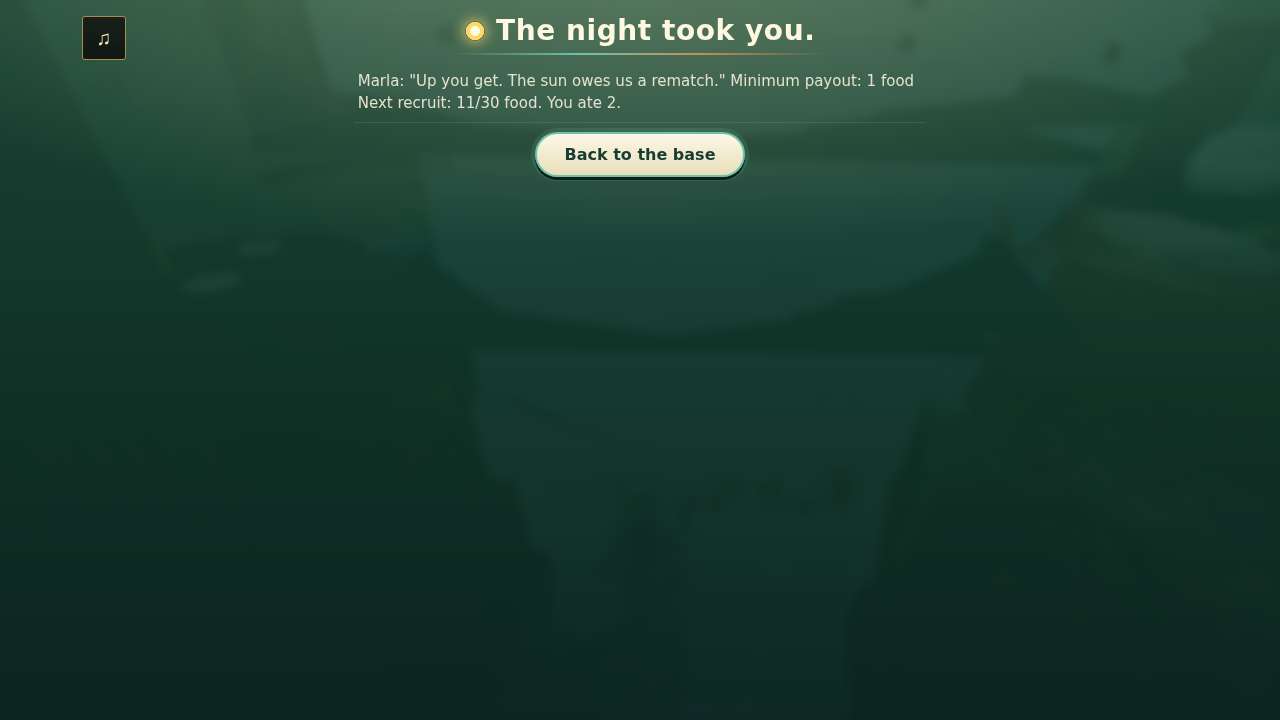 ♫
The night took you.
Marla: "Up you get. The sun owes us a rematch." Minimum payout: 1 food
Next recruit: 11/30 food. You ate 2.
Back to the base